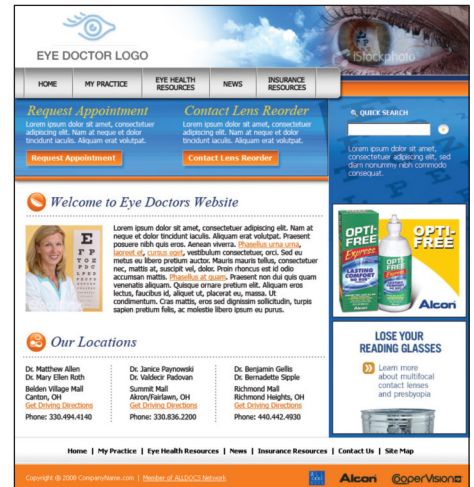 EYE DOCTOR LOGO
iStockphoto
HOME
MY PRACTICE
EYE HEALTH
RESOURCES
NEWS
INSURANCE
RESOURCES
Request Appointment
Lorem ipsum dolor sit amet, consectetuer
adipiscing elit. Nam at neque et dolor
tincidunt iaculis. Aliquam erat volutpat.
Request Appointment
Contact Lens Reorder
Lorem ipsum dolor sit amet, consectetuer
adipiscing elit. Nam at neque et dolor
tincidunt iaculis. Aliquam erat volutpat.
Contact Lens Reorder
QUICK SEARCH
Lorem ipsum dolor sit amet,
consectetuer adipiscing elit, sed
diam nonummy nibh commodo
consequat.
Welcome to Eye Doctors Website
Lorem ipsum dolor sit amet, consectetuer adipiscing elit. Nam at
neque et dolor tincidunt iaculis. Aliquam erat volutpat. Praesent
posuere nibh quis eros. Aenean viverra. Phasellus urna urna,
laoreet et, cursus eget, vestibulum consectetuer, orci. Sed eu
metus eu libero pretium auctor. Mauris mauris tellus, consectetuer
nec, mattis at, suscipit vel, dolor. Proin rhoncus est id odio
accumsan mattis. Phasellus at quam. Praesent non dui quis quam
venenatis aliquam. Quisque ornare pretium elit. Aliquam eros
lectus, faucibus id, aliquet ut, placerat eu, massa. Ut
condimentum. Cras mattis, eros sed dignissim sollicitudin, turpis
sapien pretium felis, ac molestie libero ipsum eu purus.
E
F P
OPTI-
FREE
Express
LASTING
COMFORT
NO RUB
OPTI-
FREE
Alcon
Our Locations
Dr. Matthew Allen
Dr. Mary Ellen Roth
Belden Village Mall
Canton, OH
Get Driving Directions
Phone: 330.494.4140
Dr. Janice Paynowski
Dr. Valdecir Padovan
Summit Mall
Akron/Fairlawn, OH
Get Driving Directions
Phone: 330.836.2200
Dr. Benjamin Gellis
Dr. Bernadette Sipple
Richmond Mall
Richmond Heights, OH
Get Driving Directions
Phone: 440.442.4930
LOSE YOUR
READING GLASSES
Learn more
about multifocal
contact lenses
and presbyopia
Home | My Practice | Eye Health Resources | News | Insurance Resources | Contact Us | Site Map
Copyright © 2008 CompanyName.com | Member of ALLDOCS Network
Alcon
CooperVision